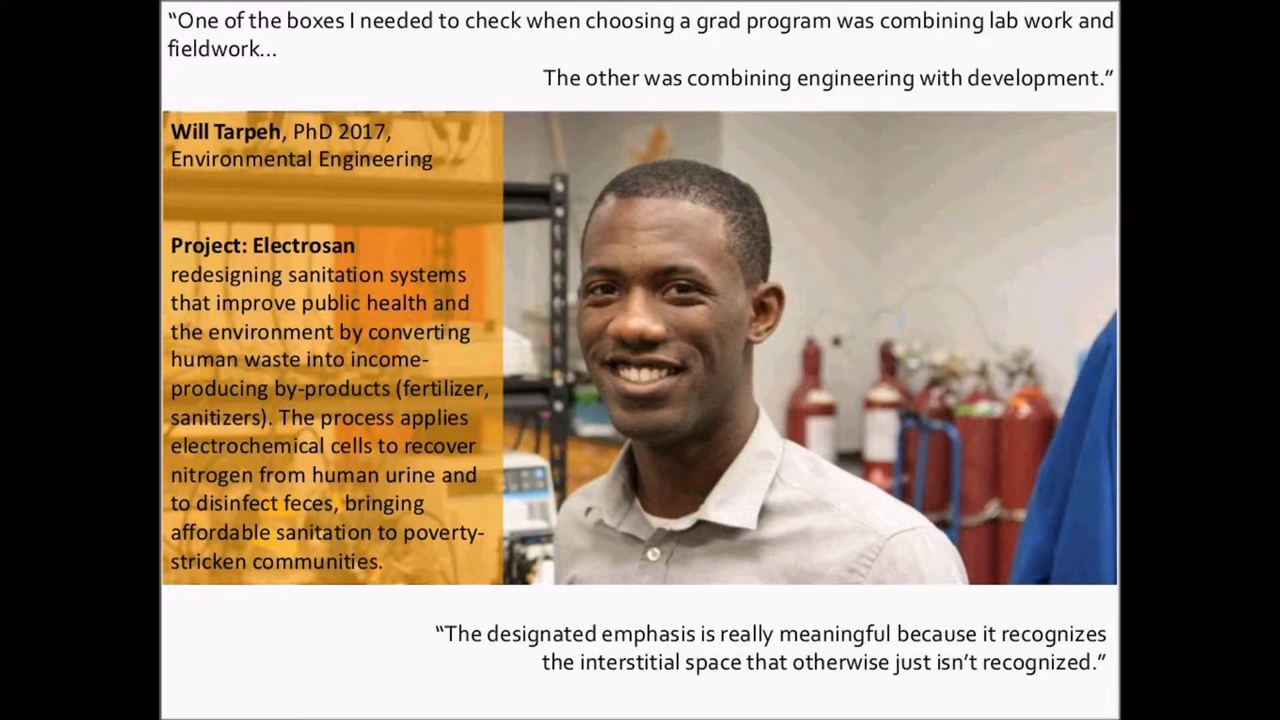 “One of the boxes I needed to check when choosing a grad program was combining lab work and
fieldwork...
The other was combining engineering with development.”
Will Tarpeh, PhD 2017,
Environmental Engineering
Project: Electrosan
redesigning sanitation systems
that improve public health and
the environment by converting
human waste into income-
producing by-products (fertilizer,
sanitizers). The process applies
electrochemical cells to recover
nitrogen from human urine and
to disinfect feces, bringing
affordable sanitation to poverty-
stricken communities.
“The designated emphasis is really meaningful because it recognizes
the interstitial space that otherwise just isn’t recognized.”